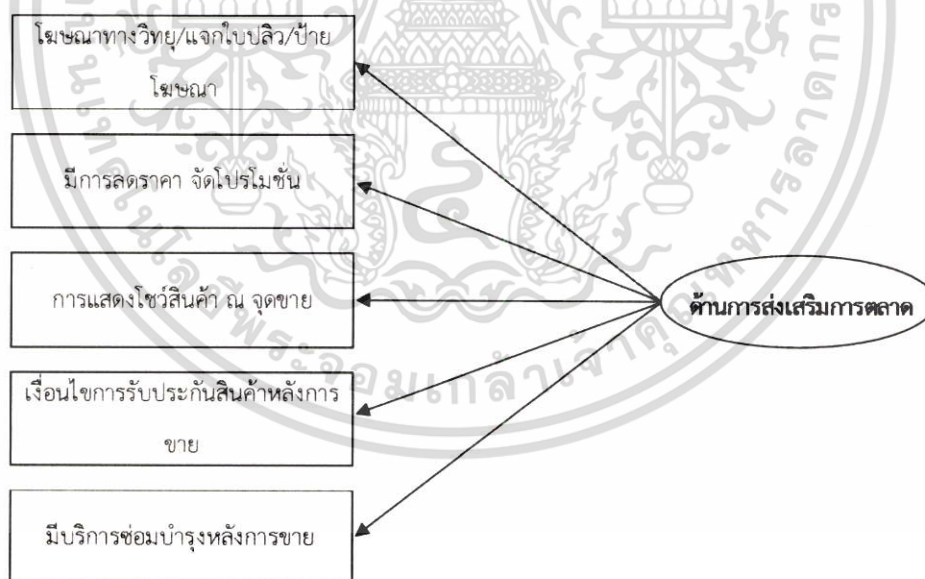 โฆษณาทางวิทยุ/แจกใบปลิว/ป้าย
โฆษณา
มีการลดราคา จัดโปรโมชั่น
การแสดงโชว์สินค้า ณ จุดขาย
ด้านการส่งเสริมการตลาด
เงื่อนไขการรับประกันสินค้าหลังการ
ขาย
มีบริการซ่อมบำรุงหลังการขาย